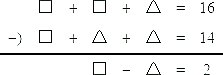 □ + □ + △ = 16
−) □ + △ + △ = 14
□ − △ = 2